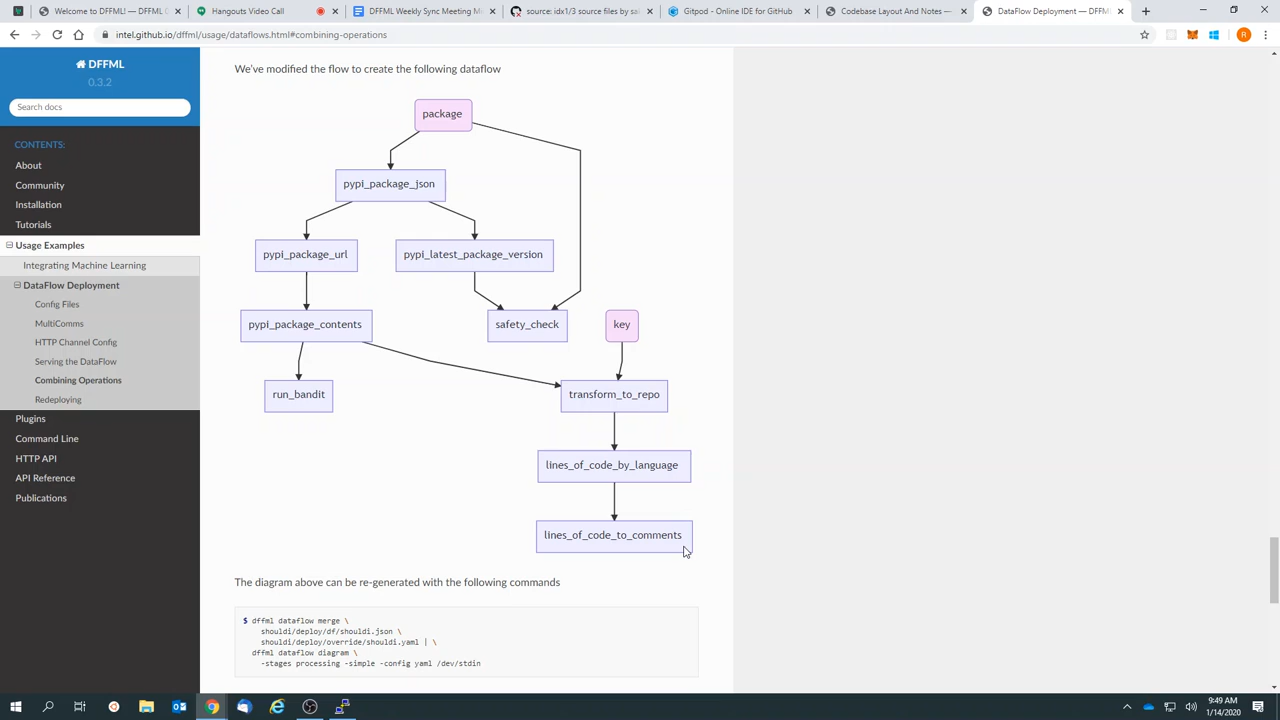 Welcome to DFFML! — DFFML
Hangouts Video Call
DFFML Weekly Sync Meeting M
source: idx1/3 source files by sa
Gitpod - Online IDE for GitHub
Codebase Layout And Notes —
DataFlow Deployment — DFFML
intel.github.io/dffml/usage/dataflows.html#combining-operations
R
DFFML
0.3.2
Search docs
CONTENTS:
About
Community
Installation
Tutorials
Usage Examples
Integrating Machine Learning
DataFlow Deployment
Config Files
MultiComms
HTTP Channel Config
Serving the DataFlow
Combining Operations
Redeploying
Plugins
Command Line
HTTP API
API Reference
Publications
We've modified the flow to create the following dataflow
package
pypi_package_json
pypi_package_url
pypi_latest_package_version
pypi_package_contents
safety_check
key
run_bandit
transform_to_repo
lines_of_code_by_language
lines_of_code_to_comments
The diagram above can be re-generated with the following commands
$ dffml dataflow merge \
shouldi/deploy/df/shouldi.json \
shouldi/deploy/override/shouldi.yaml | \
dffml dataflow diagram \
-stages processing -simple -config yaml /dev/stdin
9:49 AM
1/14/2020